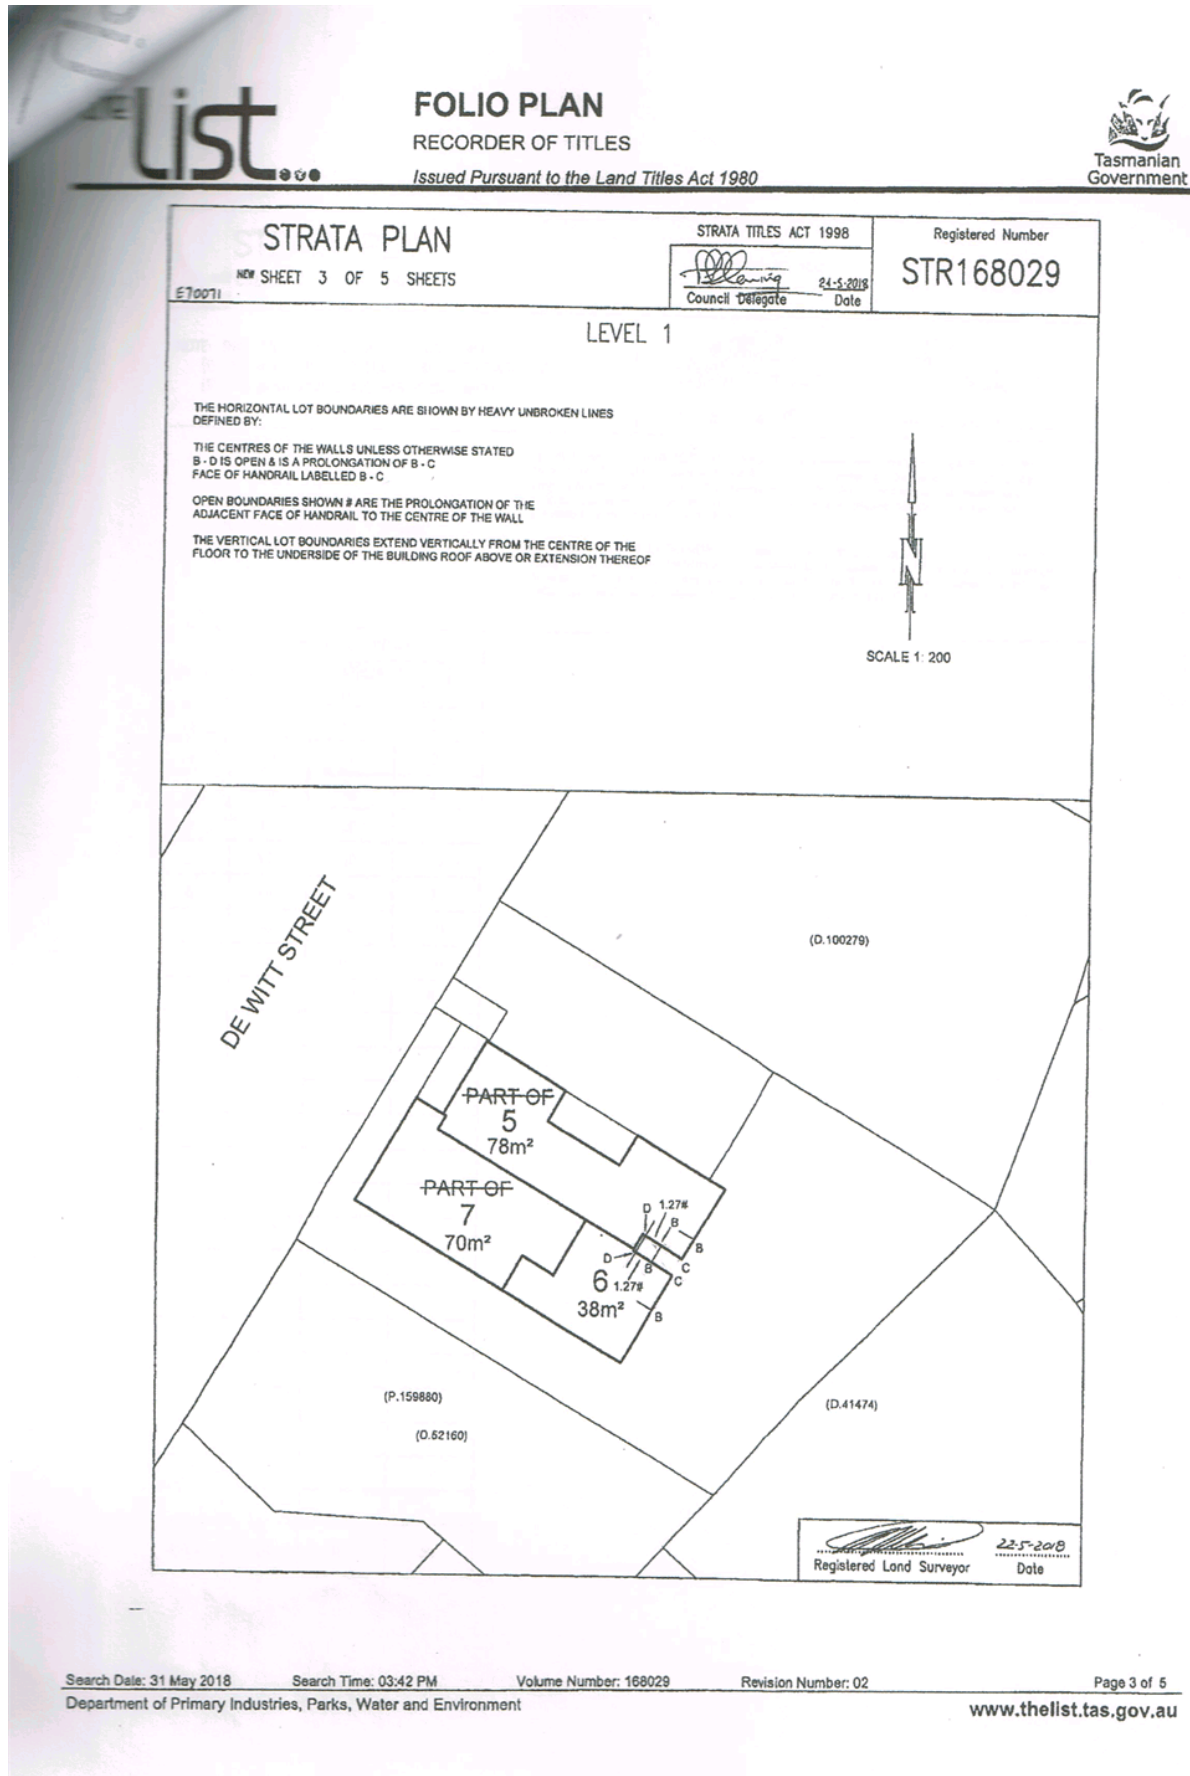 THE
List...
FOLIO PLAN
RECORDER OF TITLES
Issued Pursuant to the Land Titles Act 1980
Tasmanian
Government
STRATA PLAN
NEW SHEET 3 OF 5 SHEETS
E70071
STRATA TITLES ACT 1998
24-5-2018
Council Delegate Date
Registered Number
STR168029
LEVEL 1
THE HORIZONTAL LOT BOUNDARIES ARE SHOWN BY HEAVY UNBROKEN LINES
DEFINED BY:
THE CENTRES OF THE WALLS UNLESS OTHERWISE STATED
B - D IS OPEN & IS A PROLONGATION OF B - C
FACE OF HANDRAIL LABELLED B - C
OPEN BOUNDARIES SHOWN # ARE THE PROLONGATION OF THE
ADJACENT FACE OF HANDRAIL TO THE CENTRE OF THE WALL
THE VERTICAL LOT BOUNDARIES EXTEND VERTICALLY FROM THE CENTRE OF THE
FLOOR TO THE UNDERSIDE OF THE BUILDING ROOF ABOVE OR EXTENSION THEREOF
N
SCALE 1: 200
DE WITT STREET
(D.100279)
PART OF
5
78m²
PART OF
7
70m²
D 1.27#
B
B
D
B
C
C
6 1.27#
38m²
B
(P.159880)
(O.52160)
(D.41474)
22-5-2018
Registered Land Surveyor Date
Search Date: 31 May 2018 Search Time: 03:42 PM Volume Number: 168029 Revision Number: 02 Page 3 of 5
Department of Primary Industries, Parks, Water and Environment www.thelist.tas.gov.au